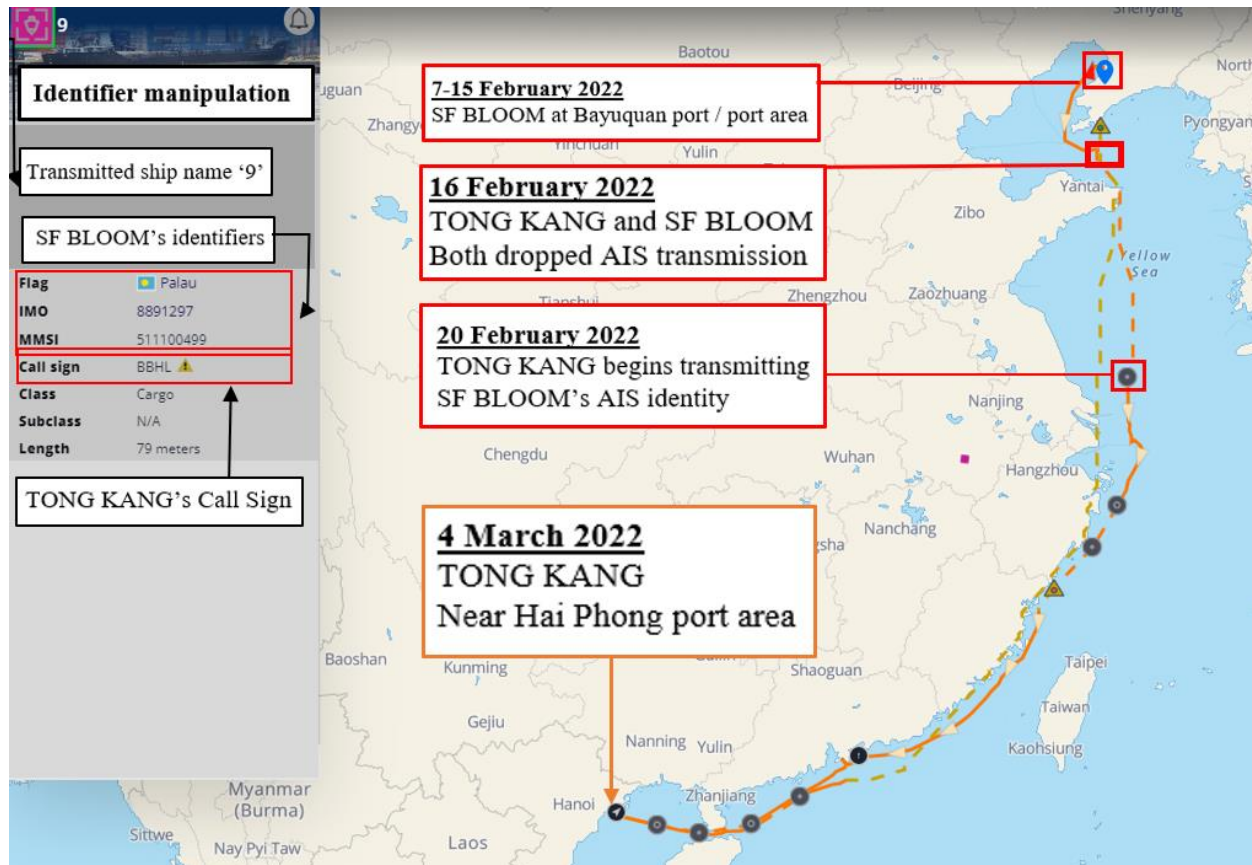 9
Identifier manipulation
Transmitted ship name ‘9’
SF BLOOM’s identifiers
Flag Palau
IMO 8891297
MMSI 511100499
Call sign BBHL
Class Cargo
Subclass N/A
Length 79 meters
TONG KANG’s Call Sign
7-15 February 2022
SF BLOOM at Bayuquan port / port area
16 February 2022
TONG KANG and SF BLOOM
Both dropped AIS transmission
20 February 2022
TONG KANG begins transmitting
SF BLOOM’s AIS identity
4 March 2022
TONG KANG
Near Hai Phong port area
Shenyang
Baotou
Beijing
Pyongyang
Yinchuan
Yulin
Yantai
Zibo
Yellow
Sea
Tianshui
Zhengzhou
Zaozhuang
Nanjing
Chengdu
Wuhan
Hangzhou
Nanchang
Baoshan
Kunming
Shaoguan
Taipei
Taiwan
Gejiu
Nanning
Yulin
Kaohsiung
Myanmar
(Burma)
Hanoi
Zhanjiang
Sittwe
Nay Pyi Taw
Laos